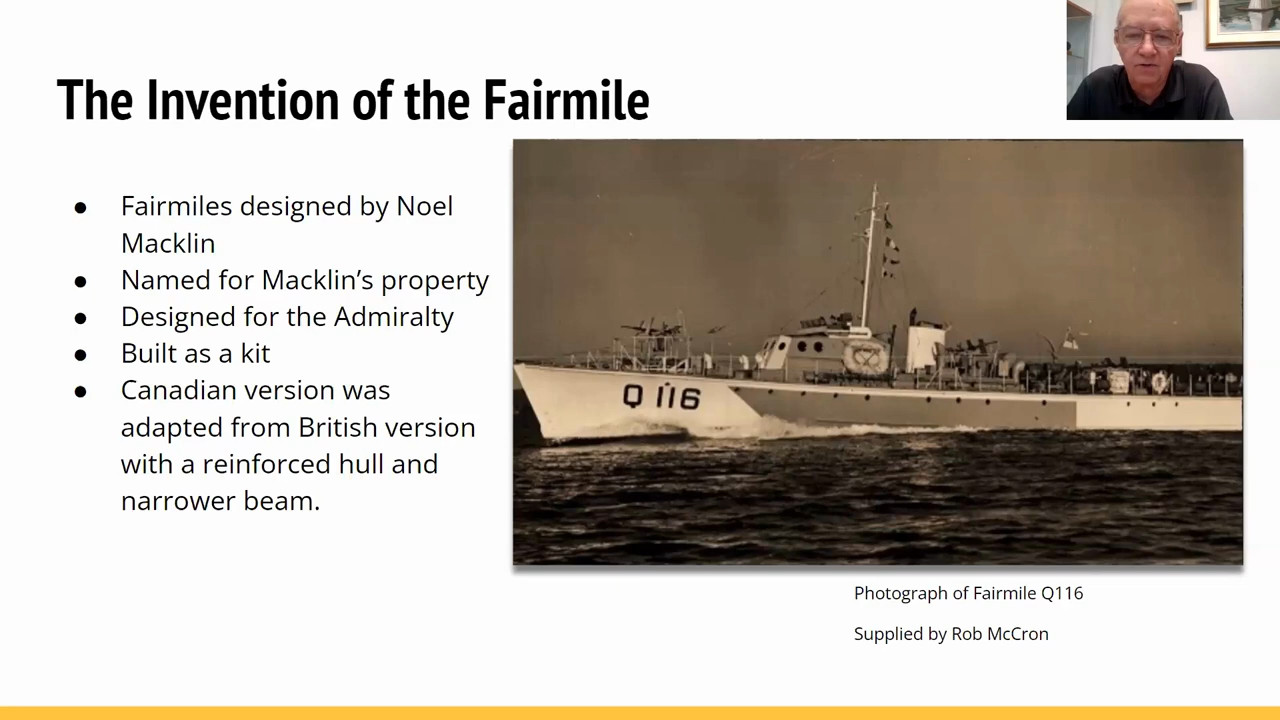 The Invention of the Fairmile
● Fairmiles designed by Noel
Macklin
● Named for Macklin’s property
● Designed for the Admiralty
● Built as a kit
● Canadian version was
adapted from British version
with a reinforced hull and
narrower beam.
Q 116
Photograph of Fairmile Q116
Supplied by Rob McCron